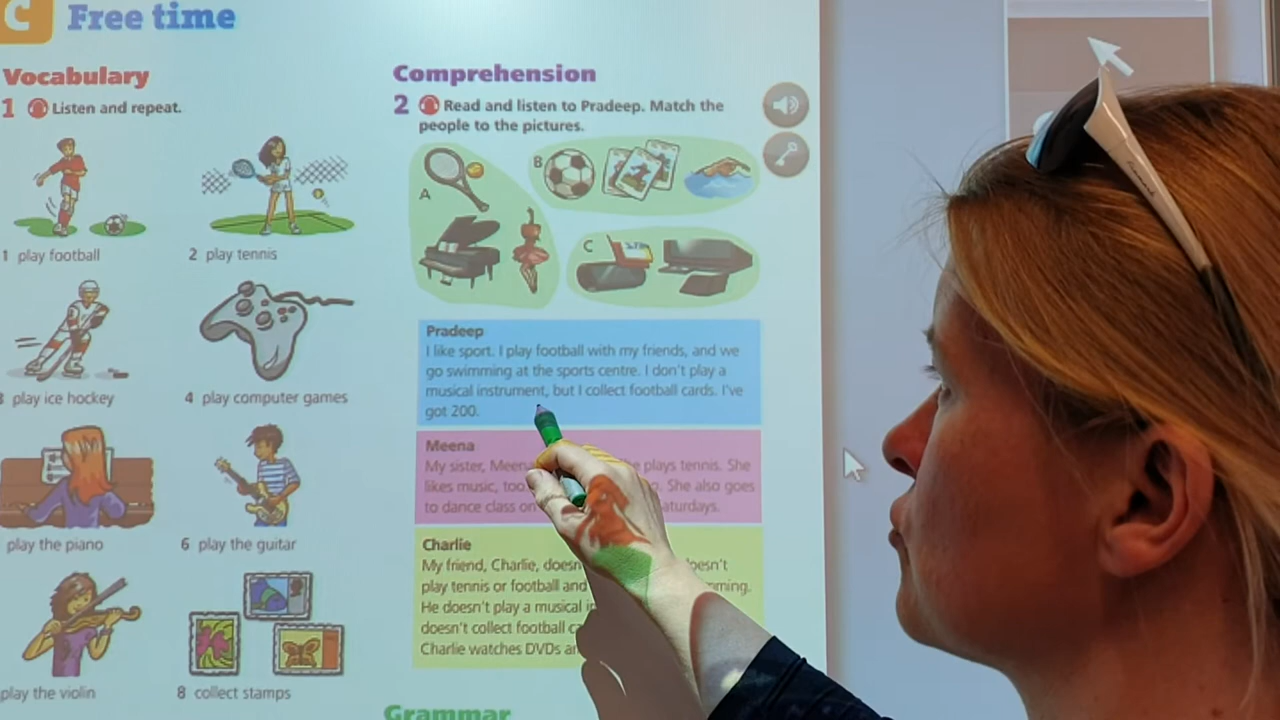 C Free time
Vocabulary
1 Listen and repeat.
1 play football
2 play tennis
3 play ice hockey
4 play computer games
play the piano
6 play the guitar
play the violin
8 collect stamps
Comprehension
2 Read and listen to Pradeep. Match the
people to the pictures.
A
B
C
Pradeep
I like sport. I play football with my friends, and we
go swimming at the sports centre. I don't play a
musical instrument, but I collect football cards. I've
got 200.
Meena
My sister, Meena plays tennis. She
likes music, too She also goes
to dance class on
Charlie
My friend, Charlie,
play tennis or football and
He doesn't play a musical
doesn't collect football
Charlie watches DVDs
Grammar